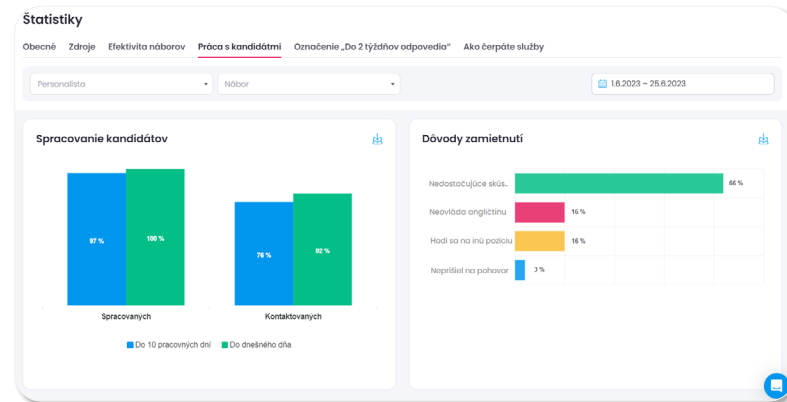 Štatistiky
Obecné Zdroje Efektivita náborov Práca s kandidátmi Označenie „Do 2 týždňov odpovedia“ Ako čerpáte služby
Personalista Nábor 1.6.2023 – 25.6.2023
Spracovanie kandidátov
97 % 100 % 76 % 82 %
Spracovaných Kontaktovaných
Do 10 pracovných dní Do dnešného dňa
Dôvody zamietnutí
Nedostačujúce skús.. 66 %
Neovláda angličtinu 16 %
Hodí sa na inú pozíciu 16 %
Neprišiel na pohovor 3 %